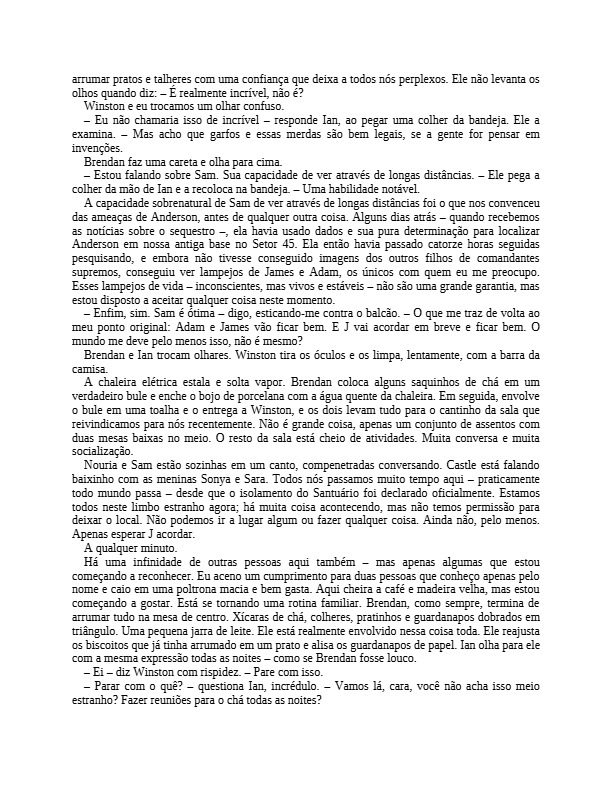 arrumar pratos e talheres com uma confiança que deixa a todos nós perplexos. Ele não levanta os
olhos quando diz: – É realmente incrível, não é?
Winston e eu trocamos um olhar confuso.
– Eu não chamaria isso de incrível – responde Ian, ao pegar uma colher da bandeja. Ele a
examina. – Mas acho que garfos e essas merdas são bem legais, se a gente for pensar em
invenções.
Brendan faz uma careta e olha para cima.
– Estou falando sobre Sam. Sua capacidade de ver através de longas distâncias. – Ele pega a
colher da mão de Ian e a recoloca na bandeja. – Uma habilidade notável.
A capacidade sobrenatural de Sam de ver através de longas distâncias foi o que nos convenceu
das ameaças de Anderson, antes de qualquer outra coisa. Alguns dias atrás – quando recebemos
as notícias sobre o sequestro –, ela havia usado dados e sua pura determinação para localizar
Anderson em nossa antiga base no Setor 45. Ela então havia passado catorze horas seguidas
pesquisando, e embora não tivesse conseguido imagens dos outros filhos de comandantes
supremos, conseguiu ver lampejos de James e Adam, os únicos com quem eu me preocupo.
Esses lampejos de vida – inconscientes, mas vivos e estáveis – não são uma grande garantia, mas
estou disposto a aceitar qualquer coisa neste momento.
– Enfim, sim. Sam é ótima – digo, esticando-me contra o balcão. – O que me traz de volta ao
meu ponto original: Adam e James vão ficar bem. E J vai acordar em breve e ficar bem. O
mundo me deve pelo menos isso, não é mesmo?
Brendan e Ian trocam olhares. Winston tira os óculos e os limpa, lentamente, com a barra da
camisa.
A chaleira elétrica estala e solta vapor. Brendan coloca alguns saquinhos de chá em um
verdadeiro bule e enche o bojo de porcelana com a água quente da chaleira. Em seguida, envolve
o bule em uma toalha e o entrega a Winston, e os dois levam tudo para o cantinho da sala que
reivindicamos para nós recentemente. Não é grande coisa, apenas um conjunto de assentos com
duas mesas baixas no meio. O resto da sala está cheio de atividades. Muita conversa e muita
socialização.
Nouria e Sam estão sozinhas em um canto, compenetradas conversando. Castle está falando
baixinho com as meninas Sonya e Sara. Todos nós passamos muito tempo aqui – praticamente
todo mundo passa – desde que o isolamento do Santuário foi declarado oficialmente. Estamos
todos neste limbo estranho agora; há muita coisa acontecendo, mas não temos permissão para
deixar o local. Não podemos ir a lugar algum ou fazer qualquer coisa. Ainda não, pelo menos.
Apenas esperar J acordar.
A qualquer minuto.
Há uma infinidade de outras pessoas aqui também – mas apenas algumas que estou
começando a reconhecer. Eu aceno um cumprimento para duas pessoas que conheço apenas pelo
nome e caio em uma poltrona macia e bem gasta. Aqui cheira a café e madeira velha, mas estou
começando a gostar. Está se tornando uma rotina familiar. Brendan, como sempre, termina de
arrumar tudo na mesa de centro. Xícaras de chá, colheres, pratinhos e guardanapos dobrados em
triângulo. Uma pequena jarra de leite. Ele está realmente envolvido nessa coisa toda. Ele reajusta
os biscoitos que já tinha arrumado em um prato e alisa os guardanapos de papel. Ian olha para ele
com a mesma expressão todas as noites – como se Brendan fosse louco.
– Ei – diz Winston com rispidez. – Pare com isso.
– Parar com o quê? – questiona Ian, incrédulo. – Vamos lá, cara, você não acha isso meio
estranho? Fazer reuniões para o chá todas as noites?